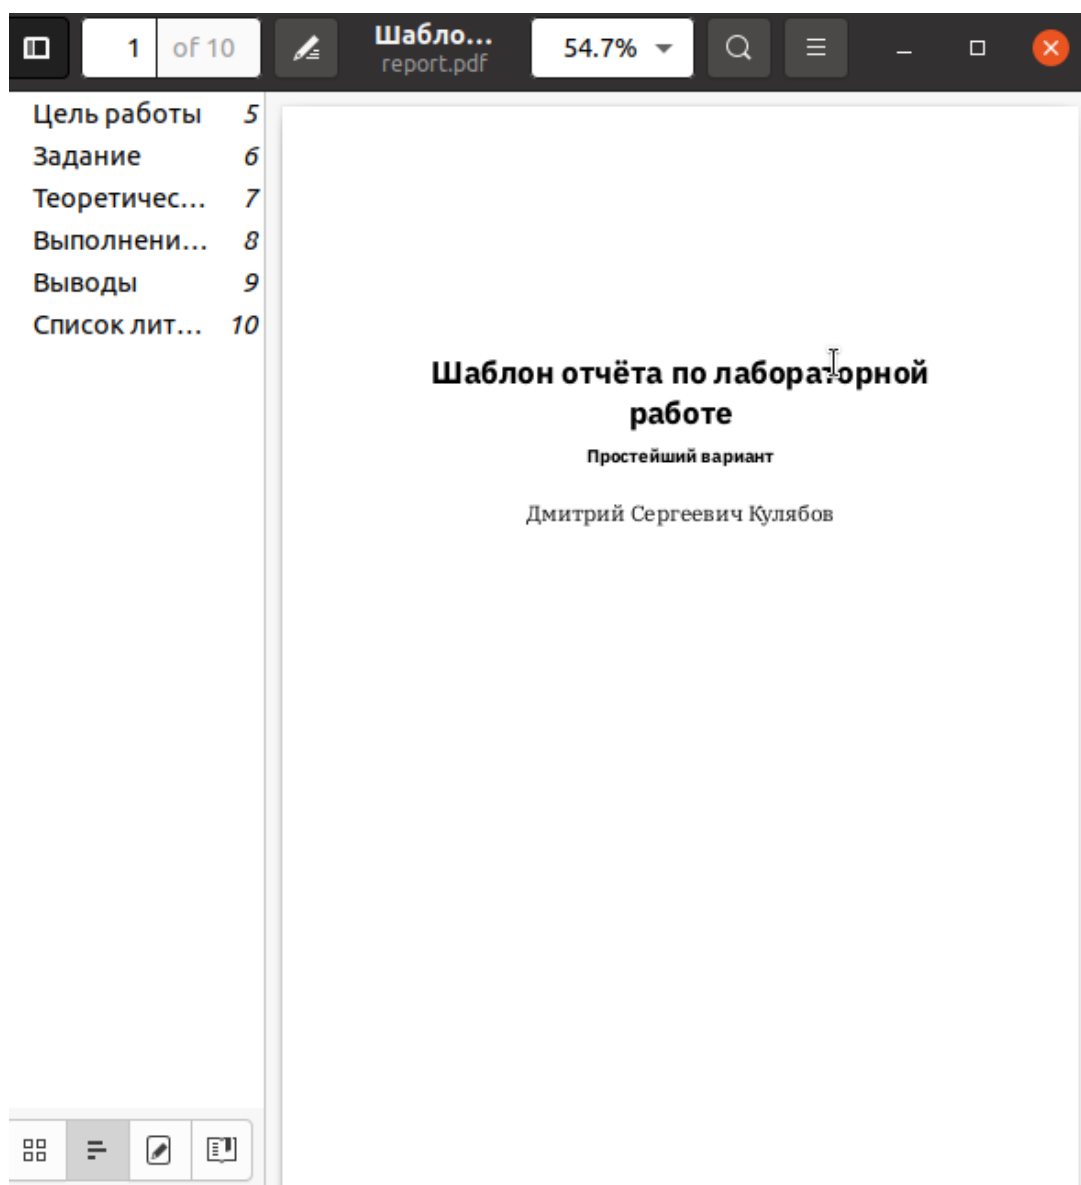 1 of 10
Шабло...
report.pdf
54.7%
Цель работы 5
Задание 6
Теоретичес... 7
Выполнени... 8
Выводы 9
Список лит... 10
Шаблон отчёта по лабораторной
работе
Простейший вариант
Дмитрий Сергеевич Кулябов